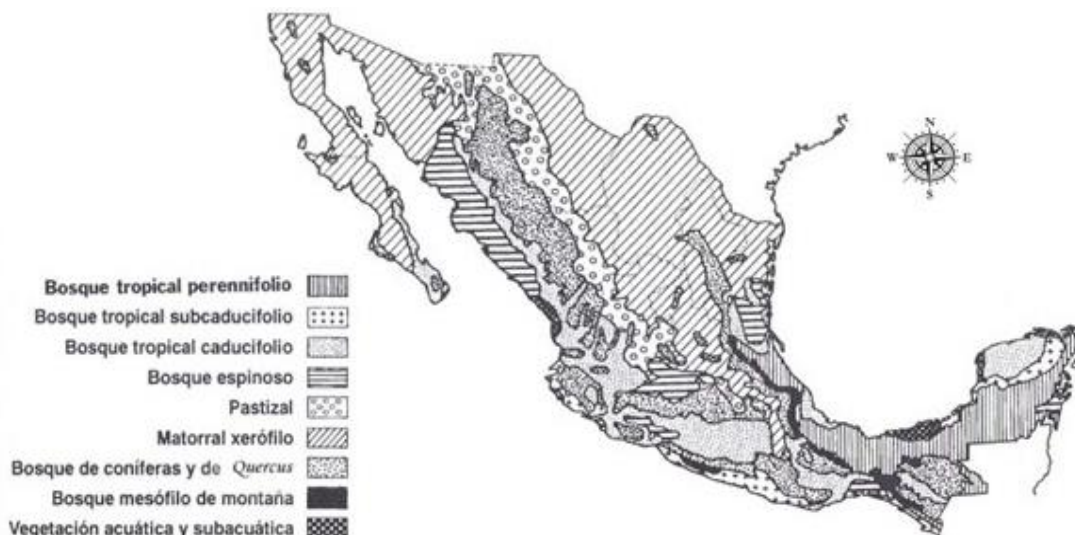 N
W E
S
Bosque tropical perennifolio
Bosque tropical subcaducifolio
Bosque tropical caducifolio
Bosque espinoso
Pastizal
Matorral xerófilo
Bosque de coníferas y de Quercus
Bosque mesófilo de montaña
Vegetación acuática y subacuática